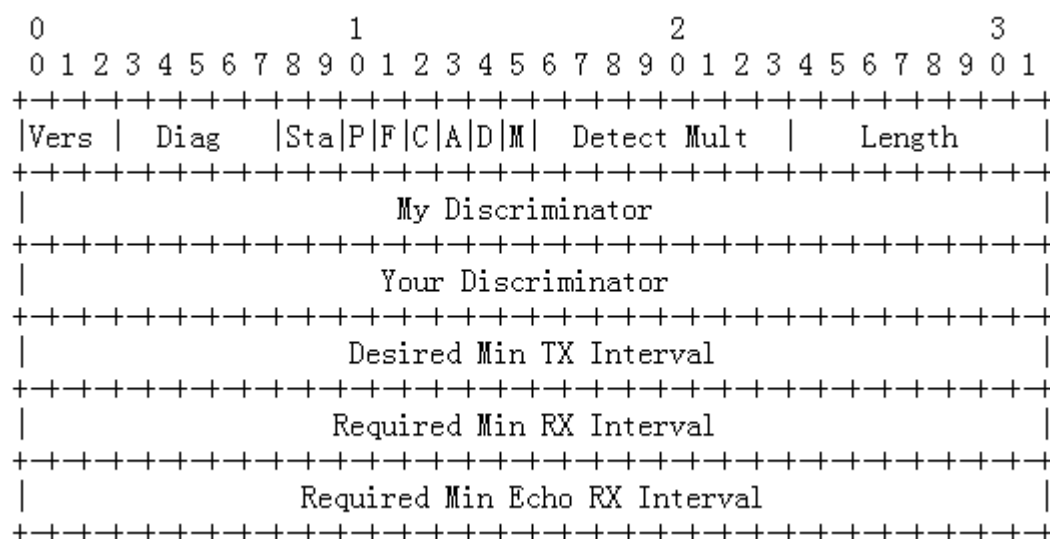 0                   1                   2                   3
 0 1 2 3 4 5 6 7 8 9 0 1 2 3 4 5 6 7 8 9 0 1 2 3 4 5 6 7 8 9 0 1
+-+-+-+-+-+-+-+-+-+-+-+-+-+-+-+-+-+-+-+-+-+-+-+-+-+-+-+-+-+-+-+-+
|Vers |  Diag   |Sta|P|F|C|A|D|M|  Detect Mult  |    Length     |
+-+-+-+-+-+-+-+-+-+-+-+-+-+-+-+-+-+-+-+-+-+-+-+-+-+-+-+-+-+-+-+-+
|                       My Discriminator                        |
+-+-+-+-+-+-+-+-+-+-+-+-+-+-+-+-+-+-+-+-+-+-+-+-+-+-+-+-+-+-+-+-+
|                      Your Discriminator                       |
+-+-+-+-+-+-+-+-+-+-+-+-+-+-+-+-+-+-+-+-+-+-+-+-+-+-+-+-+-+-+-+-+
|                    Desired Min TX Interval                    |
+-+-+-+-+-+-+-+-+-+-+-+-+-+-+-+-+-+-+-+-+-+-+-+-+-+-+-+-+-+-+-+-+
|                   Required Min RX Interval                    |
+-+-+-+-+-+-+-+-+-+-+-+-+-+-+-+-+-+-+-+-+-+-+-+-+-+-+-+-+-+-+-+-+
|                 Required Min Echo RX Interval                 |
+-+-+-+-+-+-+-+-+-+-+-+-+-+-+-+-+-+-+-+-+-+-+-+-+-+-+-+-+-+-+-+-+